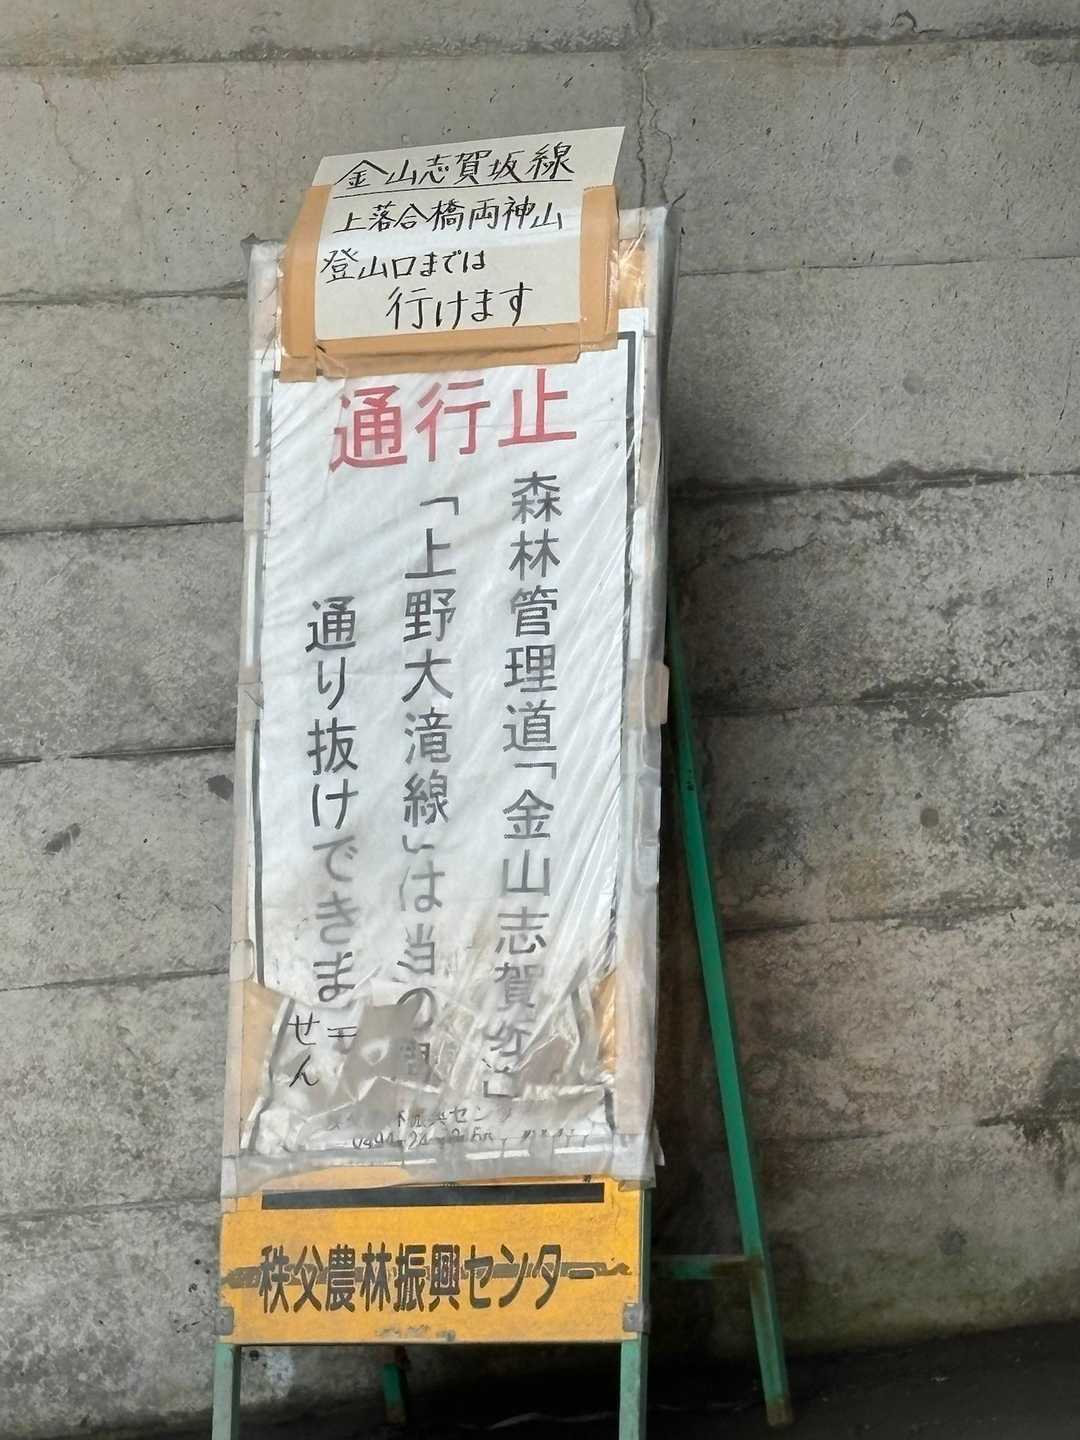 金山志賀坂線
上落合橋両神山
登山口までは
行けます
通行止
森林管理道「金山志賀坂」
「上野大滝線」は当の間
通り抜けできま
せん
秩父農林振興センター